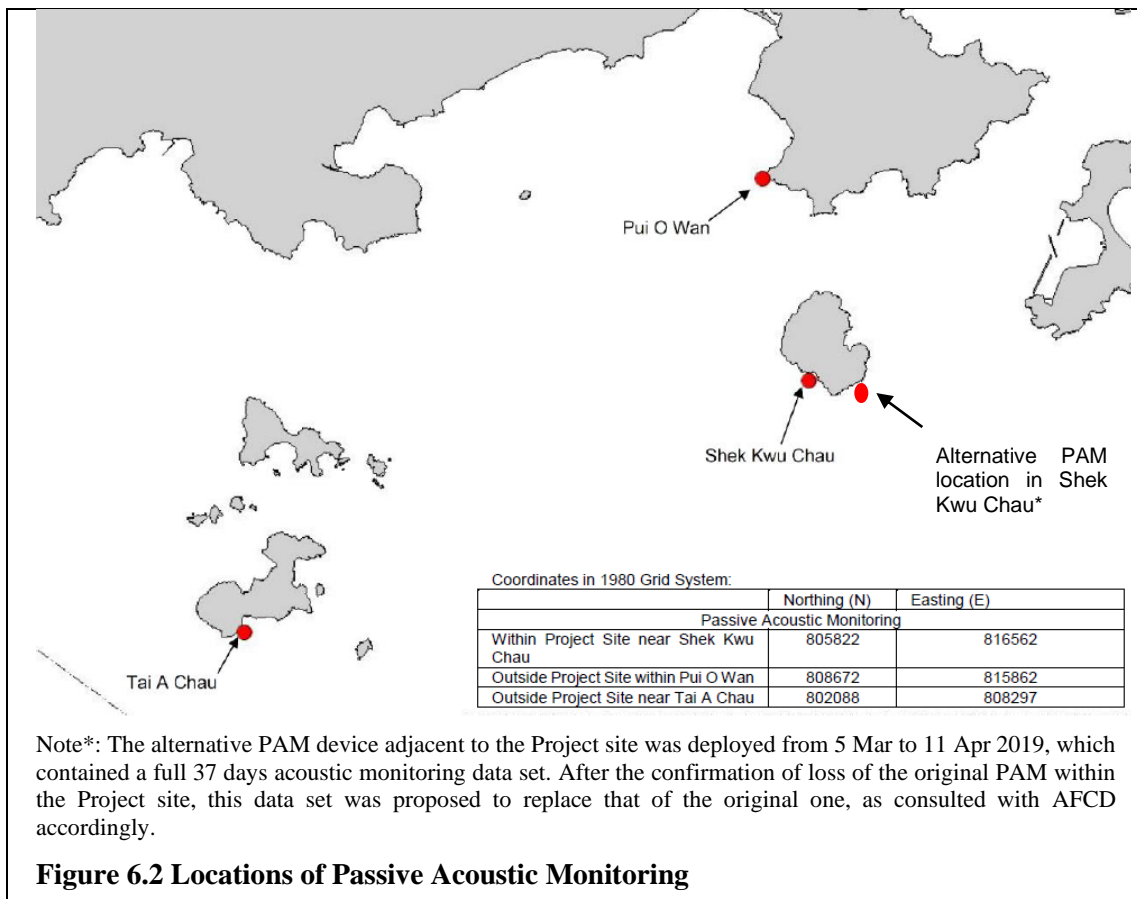 Pui O Wan
Shek Kwu Chau
Alternative PAM
location in Shek
Kwu Chau*
Tai A Chau
Coordinates in 1980 Grid System:
Northing (N) Easting (E)
Passive Acoustic Monitoring
Within Project Site near Shek Kwu 805822 816562
Chau
Outside Project Site within Pui O Wan 808672 815862
Outside Project Site near Tai A Chau 802088 808297
Note*: The alternative PAM device adjacent to the Project site was deployed from 5 Mar to 11 Apr 2019, which
contained a full 37 days acoustic monitoring data set. After the confirmation of loss of the original PAM within
the Project site, this data set was proposed to replace that of the original one, as consulted with AFCD
accordingly.
Figure 6.2 Locations of Passive Acoustic Monitoring